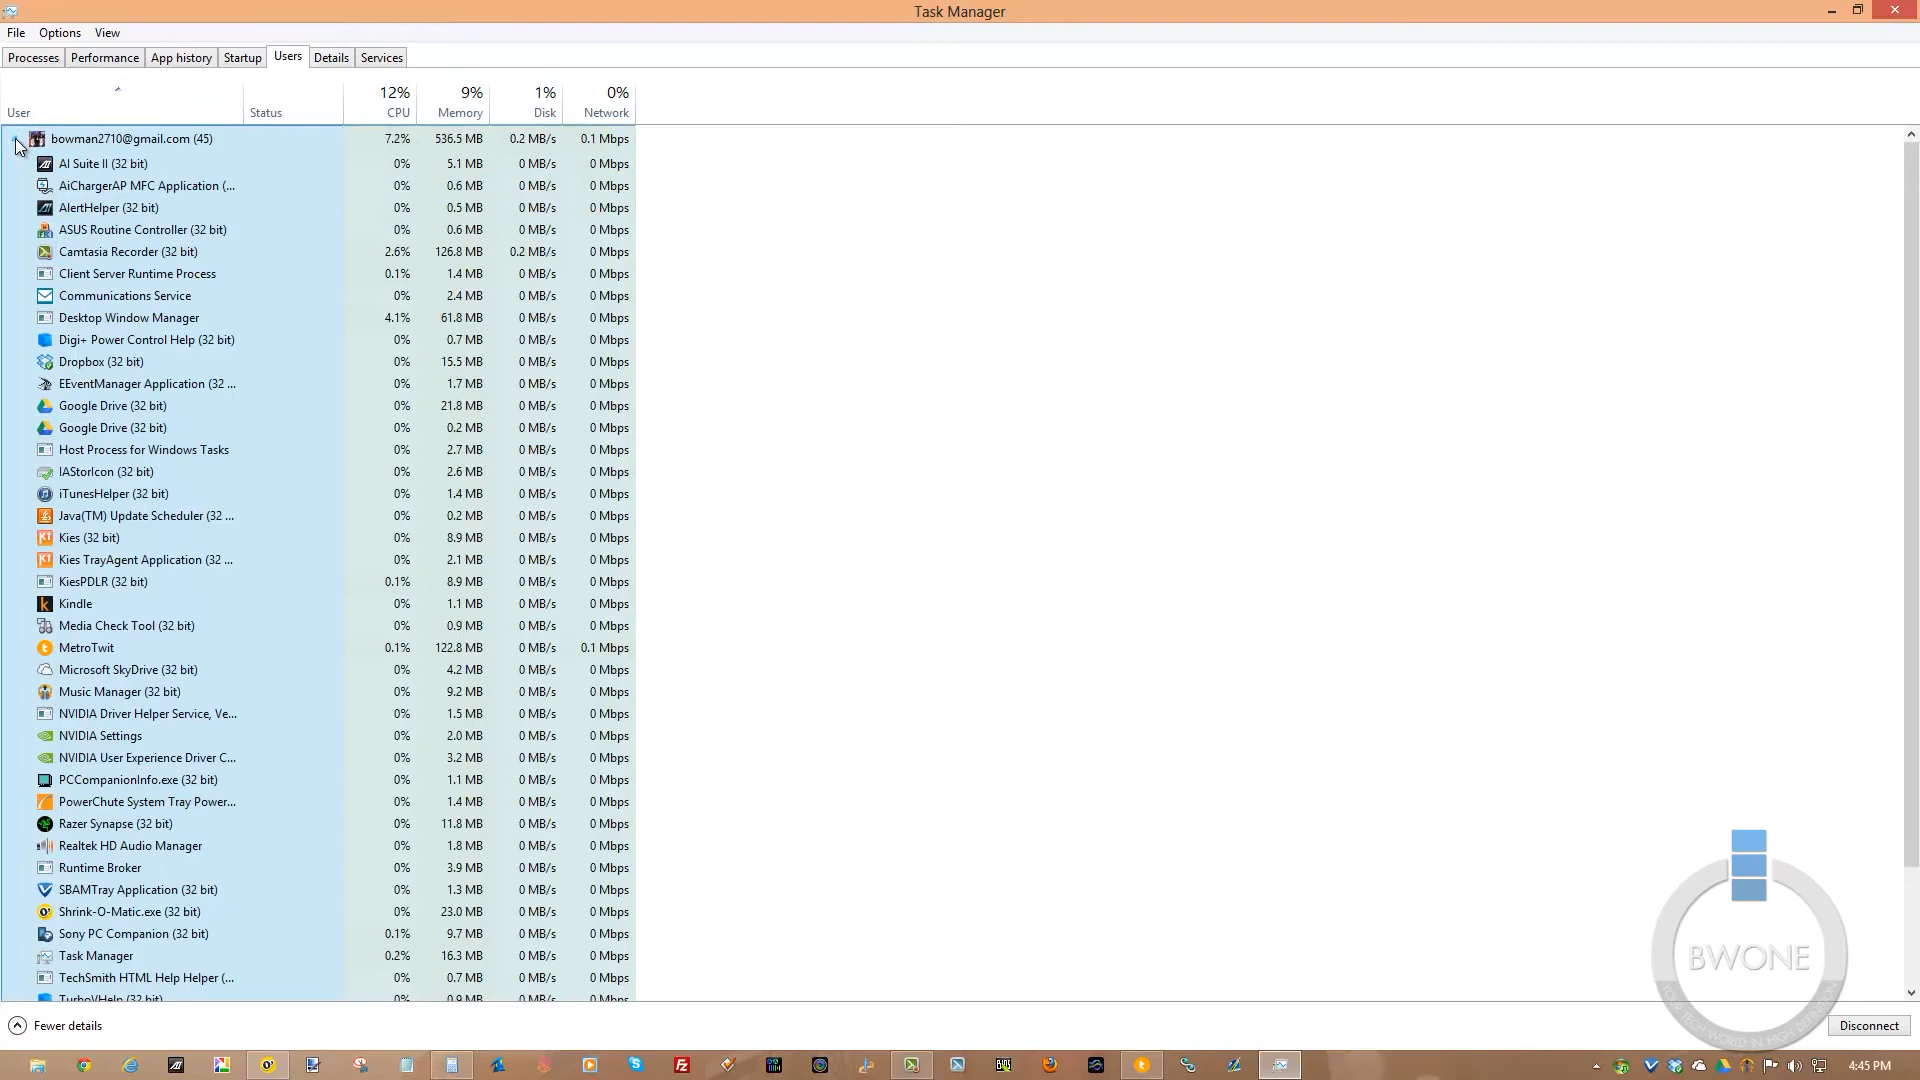 Task Manager
File Options View
Processes Performance App history Startup Users Details Services
12% 9% 1% 0%
User Status CPU Memory Disk Network
bowman2710@gmail.com (45) 7.2% 536.5 MB 0.2 MB/s 0.1 Mbps
AI Suite II (32 bit) 0% 5.1 MB 0 MB/s 0 Mbps
AiChargerAP MFC Application (... 0% 0.6 MB 0 MB/s 0 Mbps
AlertHelper (32 bit) 0% 0.5 MB 0 MB/s 0 Mbps
ASUS Routine Controller (32 bit) 0% 0.6 MB 0 MB/s 0 Mbps
Camtasia Recorder (32 bit) 2.6% 126.8 MB 0.2 MB/s 0 Mbps
Client Server Runtime Process 0.1% 1.4 MB 0 MB/s 0 Mbps
Communications Service 0% 2.4 MB 0 MB/s 0 Mbps
Desktop Window Manager 4.1% 61.8 MB 0 MB/s 0 Mbps
Digi+ Power Control Help (32 bit) 0% 0.7 MB 0 MB/s 0 Mbps
Dropbox (32 bit) 0% 15.5 MB 0 MB/s 0 Mbps
EEventManager Application (32 ... 0% 1.7 MB 0 MB/s 0 Mbps
Google Drive (32 bit) 0% 21.8 MB 0 MB/s 0 Mbps
Google Drive (32 bit) 0% 0.2 MB 0 MB/s 0 Mbps
Host Process for Windows Tasks 0% 2.7 MB 0 MB/s 0 Mbps
IAStorIcon (32 bit) 0% 2.6 MB 0 MB/s 0 Mbps
iTunesHelper (32 bit) 0% 1.4 MB 0 MB/s 0 Mbps
Java(TM) Update Scheduler (32 ... 0% 0.2 MB 0 MB/s 0 Mbps
Kies (32 bit) 0% 8.9 MB 0 MB/s 0 Mbps
Kies TrayAgent Application (32 ... 0% 2.1 MB 0 MB/s 0 Mbps
KiesPDLR (32 bit) 0.1% 8.9 MB 0 MB/s 0 Mbps
Kindle 0% 1.1 MB 0 MB/s 0 Mbps
Media Check Tool (32 bit) 0% 0.9 MB 0 MB/s 0 Mbps
MetroTwit 0.1% 122.8 MB 0 MB/s 0.1 Mbps
Microsoft SkyDrive (32 bit) 0% 4.2 MB 0 MB/s 0 Mbps
Music Manager (32 bit) 0% 9.2 MB 0 MB/s 0 Mbps
NVIDIA Driver Helper Service, Ve... 0% 1.5 MB 0 MB/s 0 Mbps
NVIDIA Settings 0% 2.0 MB 0 MB/s 0 Mbps
NVIDIA User Experience Driver C... 0% 3.2 MB 0 MB/s 0 Mbps
PCCompanionInfo.exe (32 bit) 0% 1.1 MB 0 MB/s 0 Mbps
PowerChute System Tray Power... 0% 1.4 MB 0 MB/s 0 Mbps
Razer Synapse (32 bit) 0% 11.8 MB 0 MB/s 0 Mbps
Realtek HD Audio Manager 0% 1.8 MB 0 MB/s 0 Mbps
Runtime Broker 0% 3.9 MB 0 MB/s 0 Mbps
SBAMTray Application (32 bit) 0% 1.3 MB 0 MB/s 0 Mbps
Shrink-O-Matic.exe (32 bit) 0% 23.0 MB 0 MB/s 0 Mbps
Sony PC Companion (32 bit) 0.1% 9.7 MB 0 MB/s 0 Mbps
Task Manager 0.2% 16.3 MB 0 MB/s 0 Mbps
TechSmith HTML Help Helper (... 0% 0.7 MB 0 MB/s 0 Mbps
TurboVHelp (32 bit) 0% 0.9 MB 0 MB/s 0 Mbps
BWONE
YOUR TECH WORLD IN HIGH DEFINITION
Fewer details
Disconnect
4:45 PM